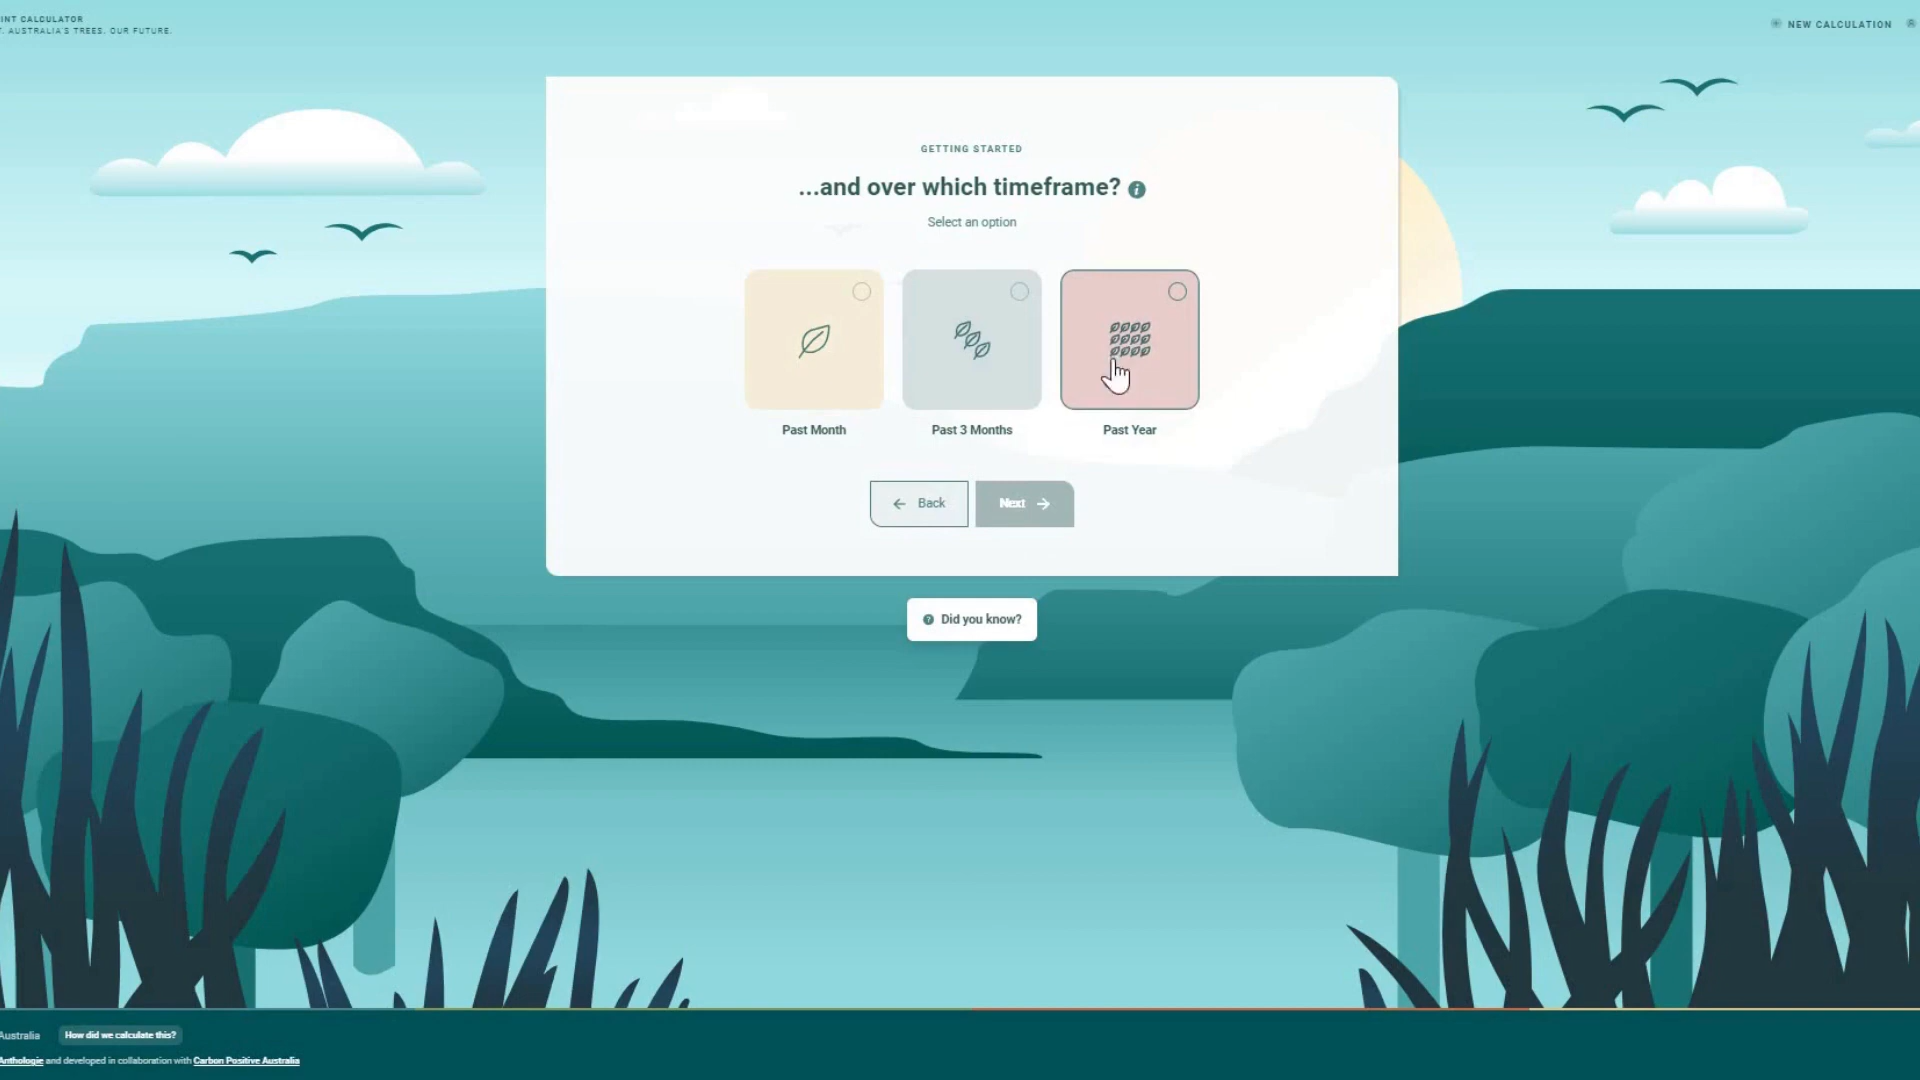 INT CALCULATOR
. AUSTRALIA'S TREES. OUR FUTURE.
NEW CALCULATION
GETTING STARTED
...and over which timeframe?
Select an option
Past Month
Past 3 Months
Past Year
Back
Next
Did you know?
Australia
How did we calculate this?
Anthologie and developed in collaboration with Carbon Positive Australia